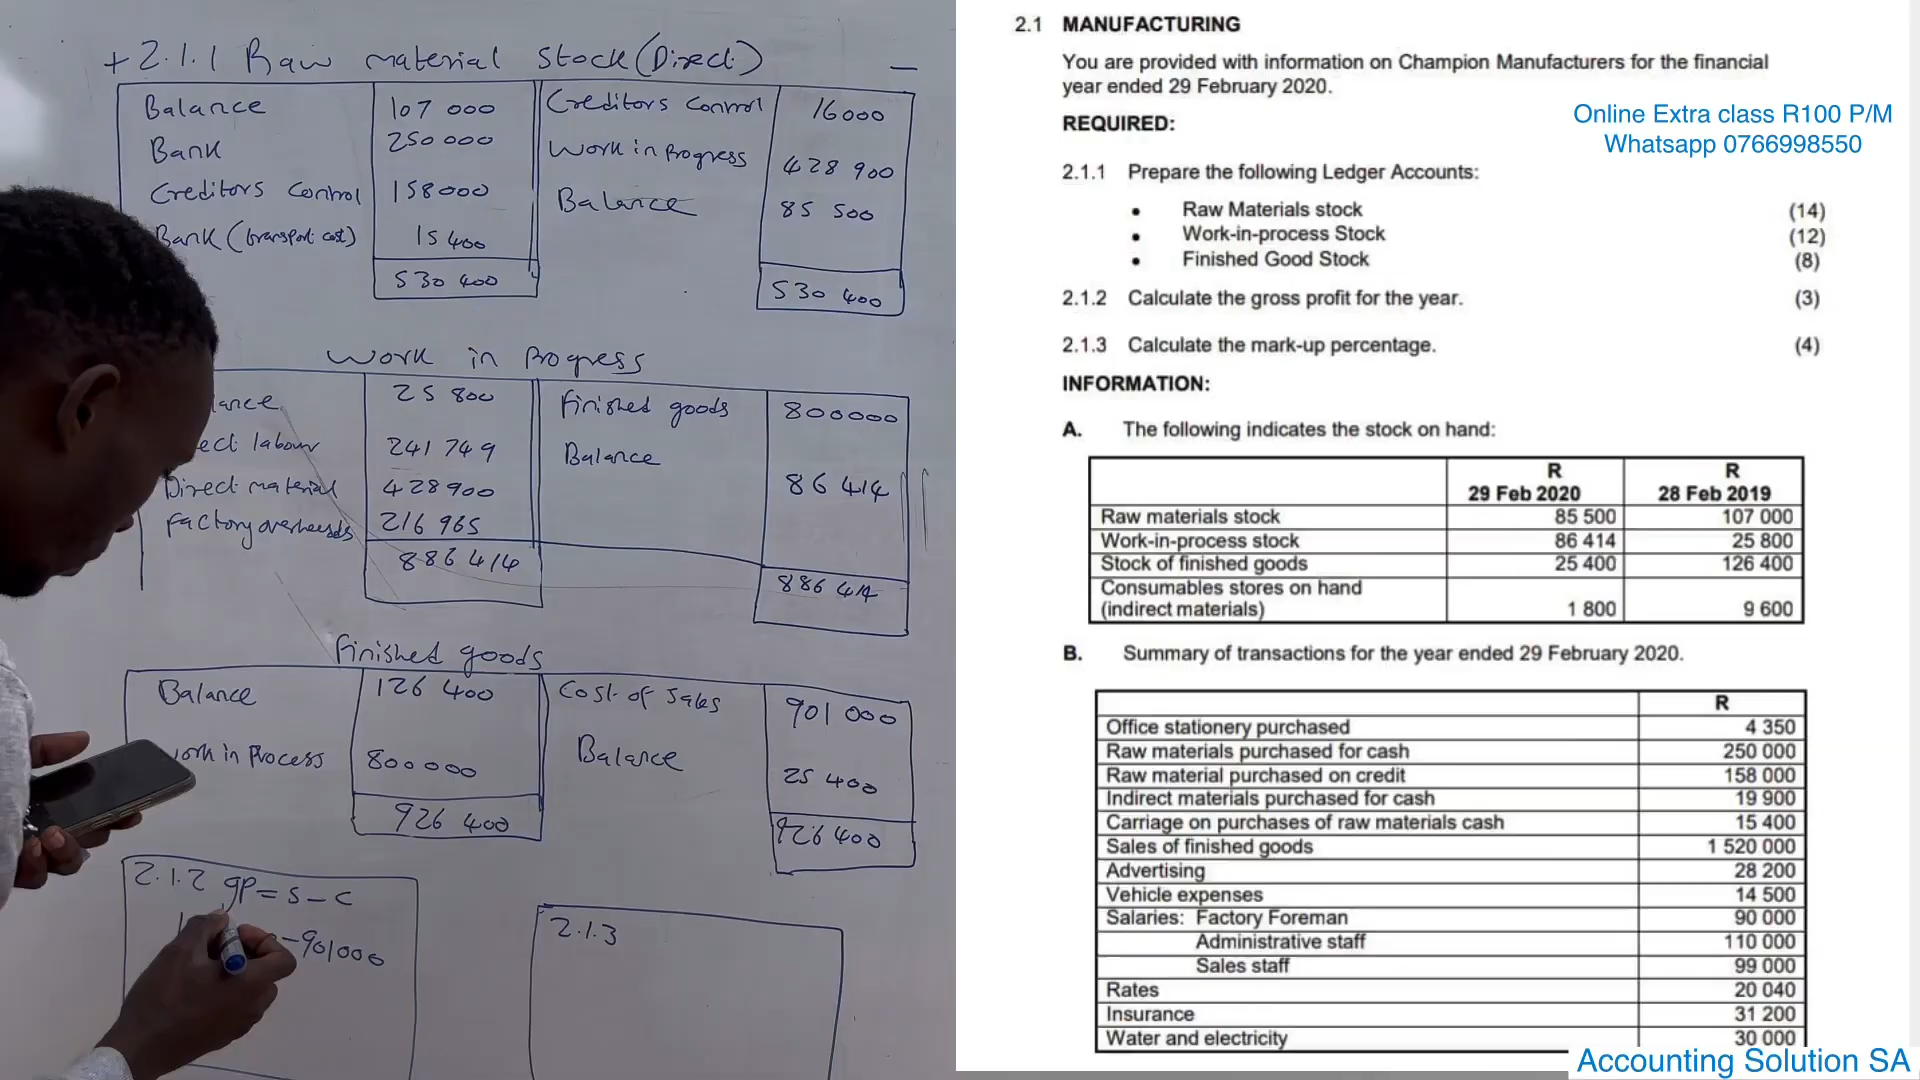 +2.1.1 Raw material stock (Direct) –
Balance 107 000 Creditors control 16000
Bank 250 000 Work in Progress 428 900
Creditors control 158000 Balance 85 500
Bank (transport cost) 15 400
530 400 530 400
Work in Progress
lance 25 800 Finished goods 800000
ect labour 241 749 Balance 86 414
Direct material 428900
Factory overheads 216 965
886 414 886 414
Finished goods
Balance 126 400 Cost of sales 901 000
work in Process 800 000 Balance 25 400
926 400 926 400
2.1.2 gp = s – c
–901000
2.1.3
2.1 MANUFACTURING
You are provided with information on Champion Manufacturers for the financial
year ended 29 February 2020.
Online Extra class R100 P/M
Whatsapp 0766998550
REQUIRED:
2.1.1 Prepare the following Ledger Accounts:
• Raw Materials stock (14)
• Work-in-process Stock (12)
• Finished Good Stock (8)
2.1.2 Calculate the gross profit for the year. (3)
2.1.3 Calculate the mark-up percentage. (4)
INFORMATION:
A. The following indicates the stock on hand:
R R
29 Feb 2020 28 Feb 2019
Raw materials stock 85 500 107 000
Work-in-process stock 86 414 25 800
Stock of finished goods 25 400 126 400
Consumables stores on hand
(indirect materials) 1 800 9 600
B. Summary of transactions for the year ended 29 February 2020.
R
Office stationery purchased 4 350
Raw materials purchased for cash 250 000
Raw material purchased on credit 158 000
Indirect materials purchased for cash 19 900
Carriage on purchases of raw materials cash 15 400
Sales of finished goods 1 520 000
Advertising 28 200
Vehicle expenses 14 500
Salaries: Factory Foreman 90 000
Administrative staff 110 000
Sales staff 99 000
Rates 20 040
Insurance 31 200
Water and electricity 30 000
Accounting Solution SA